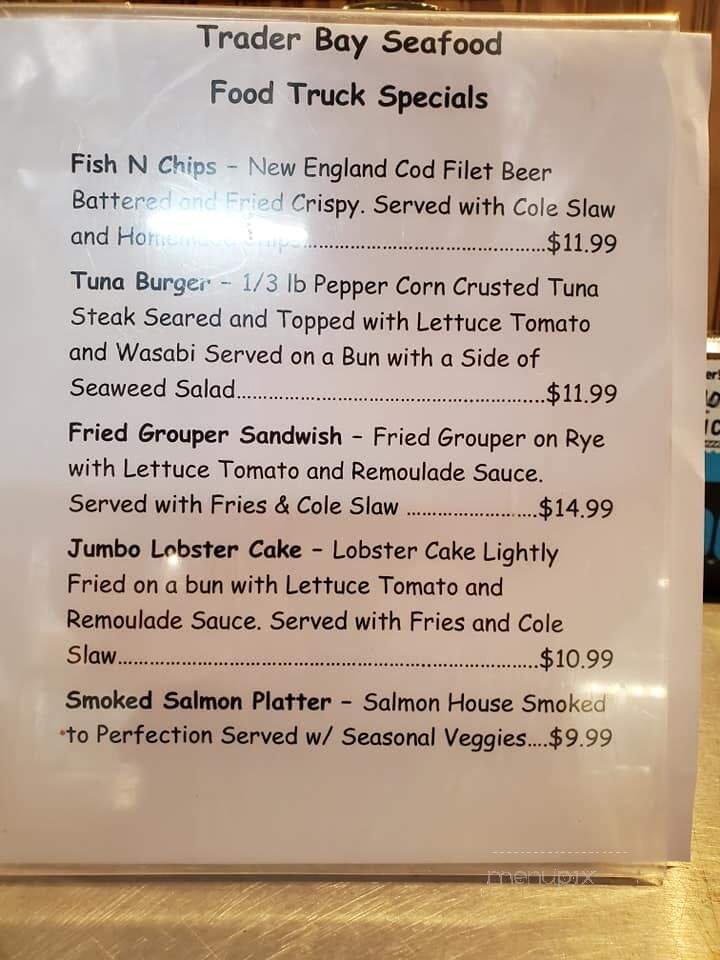 Trader Bay Seafood
Food Truck Specials
Fish N Chips - New England Cod Filet Beer
Battered and Fried Crispy. Served with Cole Slaw
and Homemade Chips...............................................$11.99
Tuna Burger - 1/3 lb Pepper Corn Crusted Tuna
Steak Seared and Topped with Lettuce Tomato
and Wasabi Served on a Bun with a Side of
Seaweed Salad......................................................$11.99
Fried Grouper Sandwish - Fried Grouper on Rye
with Lettuce Tomato and Remoulade Sauce.
Served with Fries & Cole Slaw .......................$14.99
Jumbo Lobster Cake - Lobster Cake Lightly
Fried on a bun with Lettuce Tomato and
Remoulade Sauce. Served with Fries and Cole
Slaw..........................................................................$10.99
Smoked Salmon Platter - Salmon House Smoked
to Perfection Served w/ Seasonal Veggies....$9.99
menupix